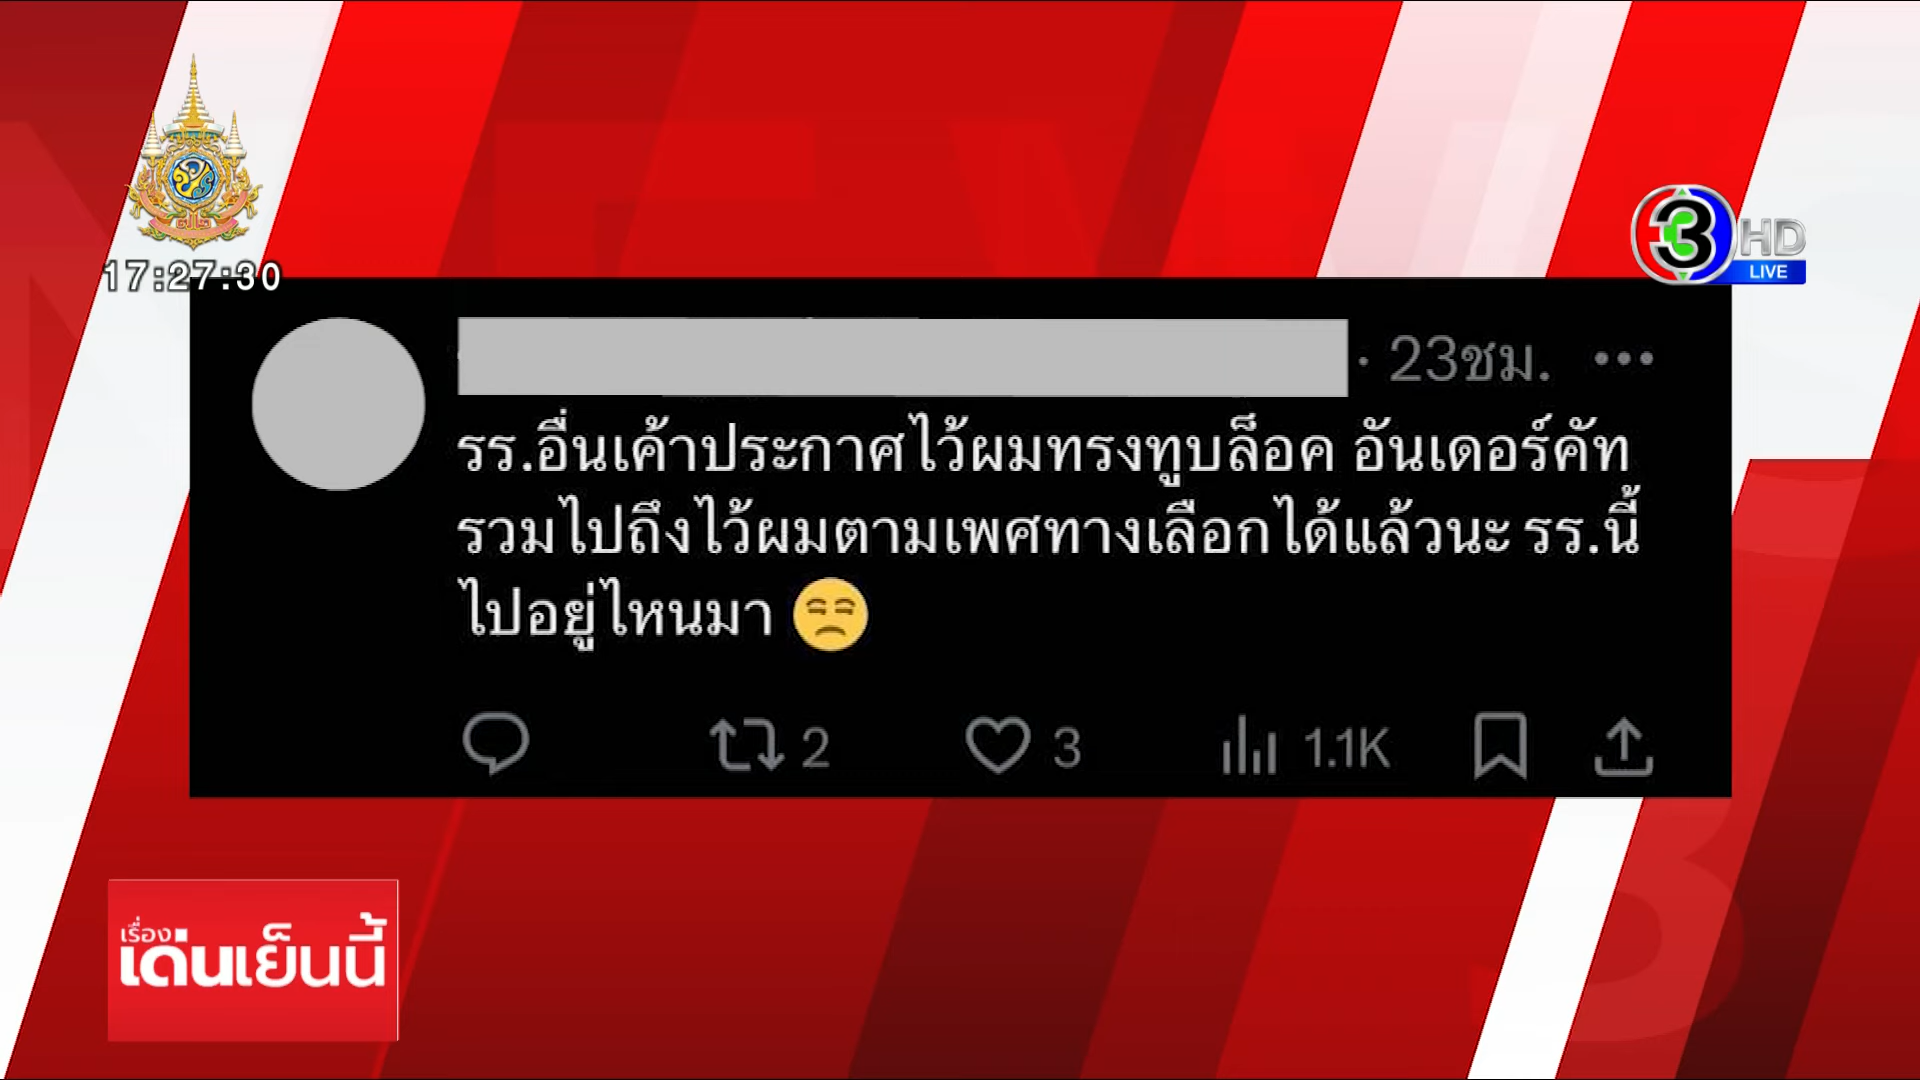 17:27:30
3 HD
LIVE
· 23ชม. ...
รร.อื่นเค้าประกาศไว้ผมทรงทูบล็อค อันเดอร์คัท
รวมไปถึงไว้ผมตามเพศทางเลือกได้แล้วนะ รร.นี้
ไปอยู่ไหนมา 😒
2 3 1.1K
เรื่อง
เด่นเย็นนี้